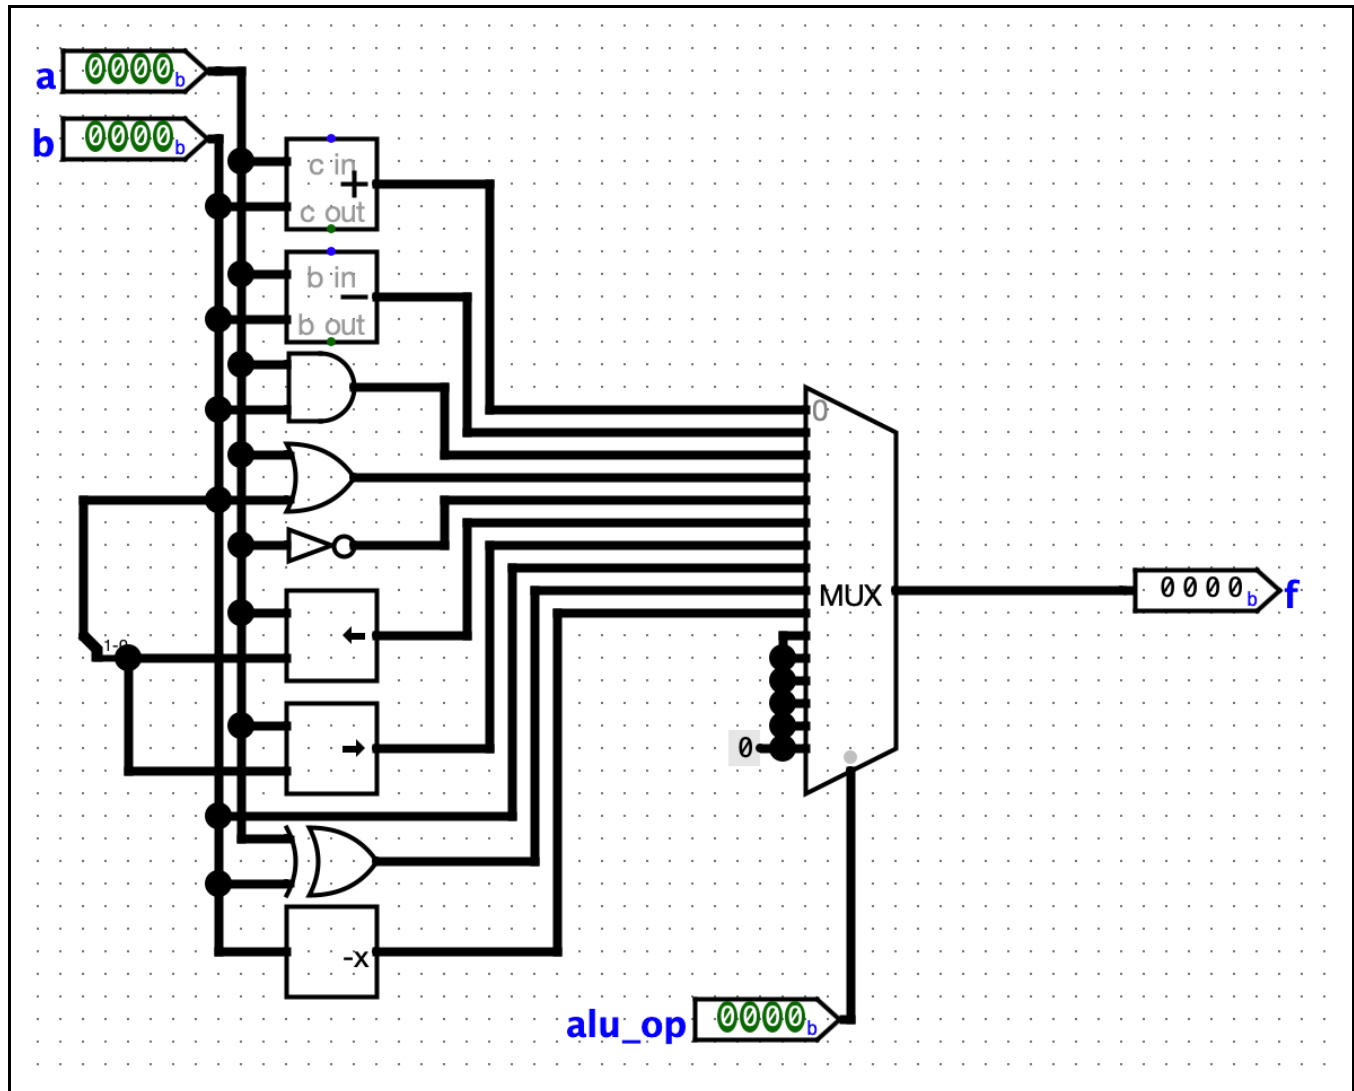 a 0000b
b 0000b
c in
+
c out
b in
−
b out
0
1-0
←
MUX
0000b f
→
0
-x
alu_op 0000b